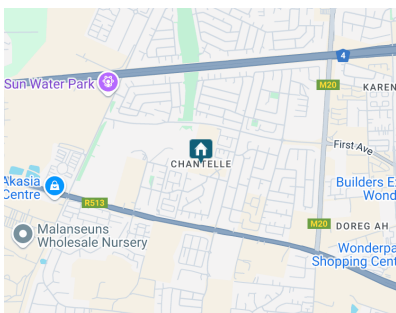 4
Sun Water Park
M20
KAREN
First Ave
CHANTELLE
Akasia
Centre
Builders E
Wond
R513
M20
DOREG AH
Malanseuns
Wholesale Nursery
Wonderpa
Shopping Cent